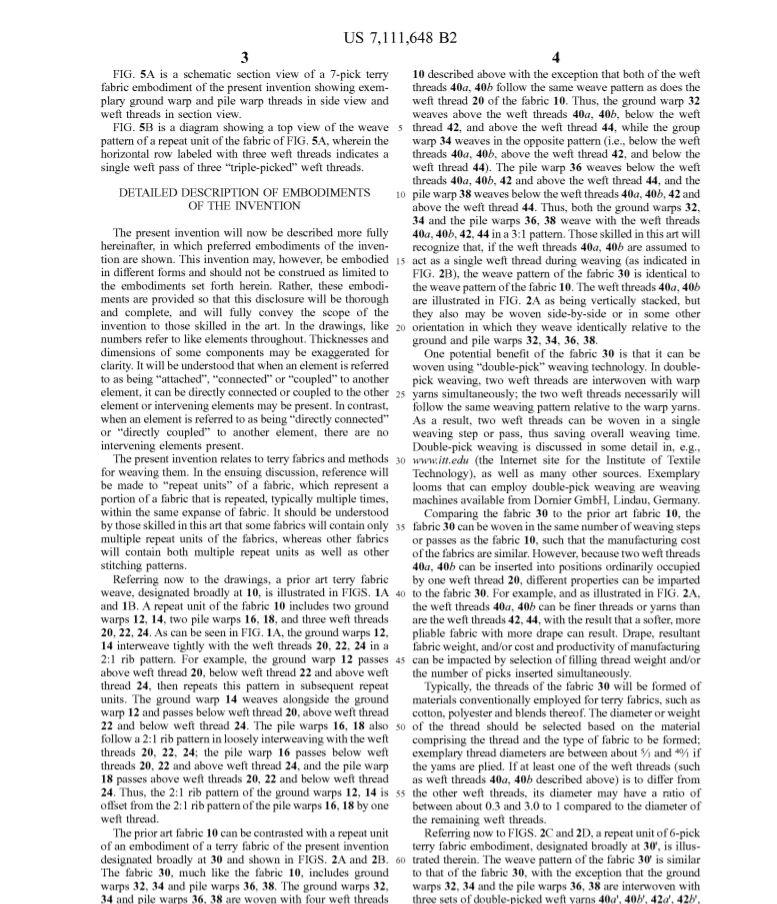 US 7,111,648 B2
3
FIG. 5A is a schematic section view of a 7-pick terry
fabric embodiment of the present invention showing exem-
plary ground warp and pile warp threads in side view and
weft threads in section view.
FIG. 5B is a diagram showing a top view of the weave
pattern of a repeat unit of the fabric of FIG. 5A, wherein the
horizontal row labeled with three weft threads indicates a
single weft pass of three “triple-picked” weft threads.
DETAILED DESCRIPTION OF EMBODIMENTS
OF THE INVENTION
The present invention will now be described more fully
hereinafter, in which preferred embodiments of the inven-
tion are shown. This invention may, however, be embodied
in different forms and should not be construed as limited to
the embodiments set forth herein. Rather, these embodi-
ments are provided so that this disclosure will be thorough
and complete, and will fully convey the scope of the
invention to those skilled in the art. In the drawings, like
numbers refer to like elements throughout. Thicknesses and
dimensions of some components may be exaggerated for
clarity. It will be understood that when an element is referred
to as being “attached”, “connected” or “coupled” to another
element, it can be directly connected or coupled to the other
element or intervening elements may be present. In contrast,
when an element is referred to as being “directly connected”
or “directly coupled” to another element, there are no
intervening elements present.
The present invention relates to terry fabrics and methods
for weaving them. In the ensuing discussion, reference will
be made to “repeat units” of a fabric, which represent a
portion of a fabric that is repeated, typically multiple times,
within the same expanse of fabric. It should be understood
by those skilled in this art that some fabrics will contain only
multiple repeat units of the fabrics, whereas other fabrics
will contain both multiple repeat units as well as other
stitching patterns.
Referring now to the drawings, a prior art terry fabric
weave, designated broadly at 10, is illustrated in FIGS. 1A
and 1B. A repeat unit of the fabric 10 includes two ground
warps 12, 14, two pile warps 16, 18, and three weft threads
20, 22, 24. As can be seen in FIG. 1A, the ground warps 12,
14 interweave tightly with the weft threads 20, 22, 24 in a
2:1 rib pattern. For example, the ground warp 12 passes
above weft thread 20, below weft thread 22 and above weft
thread 24, then repeats this pattern in subsequent repeat
units. The ground warp 14 weaves alongside the ground
warp 12 and passes below weft thread 20, above weft thread
22 and below weft thread 24. The pile warps 16, 18 also
follow a 2:1 rib pattern in loosely interweaving with the weft
threads 20, 22, 24; the pile warp 16 passes below weft
threads 20, 22 and above weft thread 24, and the pile warp
18 passes above weft threads 20, 22 and below weft thread
24. Thus, the 2:1 rib pattern of the ground warps 12, 14 is
offset from the 2:1 rib pattern of the pile warps 16, 18 by one
weft thread.
The prior art fabric 10 can be contrasted with a repeat unit
of an embodiment of a terry fabric of the present invention
designated broadly at 30 and shown in FIGS. 2A and 2B.
The fabric 30, much like the fabric 10, includes ground
warps 32, 34 and pile warps 36, 38. The ground warps 32,
34 and pile warps 36, 38 are woven with four weft threads
5
10
15
20
25
30
35
40
45
50
55
60
4
10 described above with the exception that both of the weft
threads 40a, 40b follow the same weave pattern as does the
weft thread 20 of the fabric 10. Thus, the ground warp 32
weaves above the weft threads 40a, 40b, below the weft
thread 42, and above the weft thread 44, while the group
warp 34 weaves in the opposite pattern (i.e., below the weft
threads 40a, 40b, above the weft thread 42, and below the
weft thread 44). The pile warp 36 weaves below the weft
threads 40a, 40b, 42 and above the weft thread 44, and the
pile warp 38 weaves below the weft threads 40a, 40b, 42 and
above the weft thread 44. Thus, both the ground warps 32,
34 and the pile warps 36, 38 weave with the weft threads
40a, 40b, 42, 44 in a 3:1 pattern. Those skilled in this art will
recognize that, if the weft threads 40a, 40b are assumed to
act as a single weft thread during weaving (as indicated in
FIG. 2B), the weave pattern of the fabric 30 is identical to
the weave pattern of the fabric 10. The weft threads 40a, 40b
are illustrated in FIG. 2A as being vertically stacked, but
they also may be woven side-by-side or in some other
orientation in which they weave identically relative to the
ground and pile warps 32, 34, 36, 38.
One potential benefit of the fabric 30 is that it can be
woven using “double-pick” weaving technology. In double-
pick weaving, two weft threads are interwoven with warp
yarns simultaneously; the two weft threads necessarily will
follow the same weaving pattern relative to the warp yarns.
As a result, two weft threads can be woven in a single
weaving step or pass, thus saving overall weaving time.
Double-pick weaving is discussed in some detail in, e.g.,
www.itt.edu (the Internet site for the Institute of Textile
Technology), as well as many other sources. Exemplary
looms that can employ double-pick weaving are weaving
machines available from Dornier GmbH, Lindau, Germany.
Comparing the fabric 30 to the prior art fabric 10, the
fabric 30 can be woven in the same number of weaving steps
or passes as the fabric 10, such that the manufacturing cost
of the fabrics are similar. However, because two weft threads
40a, 40b can be inserted into positions ordinarily occupied
by one weft thread 20, different properties can be imparted
to the fabric 30. For example, and as illustrated in FIG. 2A,
the weft threads 40a, 40b can be finer threads or yarns than
are the weft threads 42, 44, with the result that a softer, more
pliable fabric with more drape can result. Drape, resultant
fabric weight, and/or cost and productivity of manufacturing
can be impacted by selection of filling thread weight and/or
the number of picks inserted simultaneously.
Typically, the threads of the fabric 30 will be formed of
materials conventionally employed for terry fabrics, such as
cotton, polyester and blends thereof. The diameter or weight
of the thread should be selected based on the material
comprising the thread and the type of fabric to be formed;
exemplary thread diameters are between about 5/1 and 40/1 if
the yarns are plied. If at least one of the weft threads (such
as weft threads 40a, 40b described above) is to differ from
the other weft threads, its diameter may have a ratio of
between about 0.3 and 3.0 to 1 compared to the diameter of
the remaining weft threads.
Referring now to FIGS. 2C and 2D, a repeat unit of 6-pick
terry fabric embodiment, designated broadly at 30', is illus-
trated therein. The weave pattern of the fabric 30' is similar
to that of the fabric 30, with the exception that the ground
warps 32, 34 and the pile warps 36, 38 are interwoven with
three sets of double-picked weft yarns 40a', 40b', 42a', 42b',